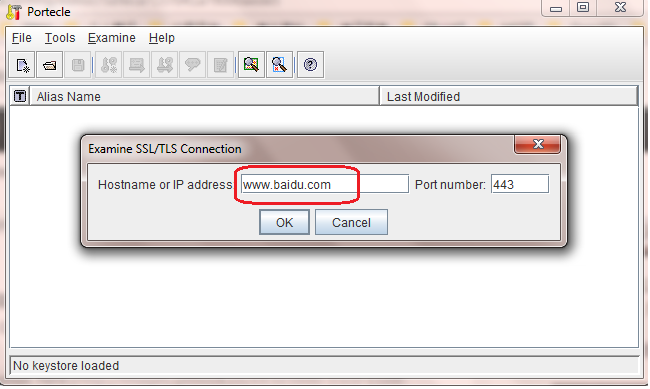 Portecle
File Tools Examine Help
T Alias Name Last Modified
Examine SSL/TLS Connection
Hostname or IP address: www.baidu.com Port number: 443
OK Cancel
No keystore loaded